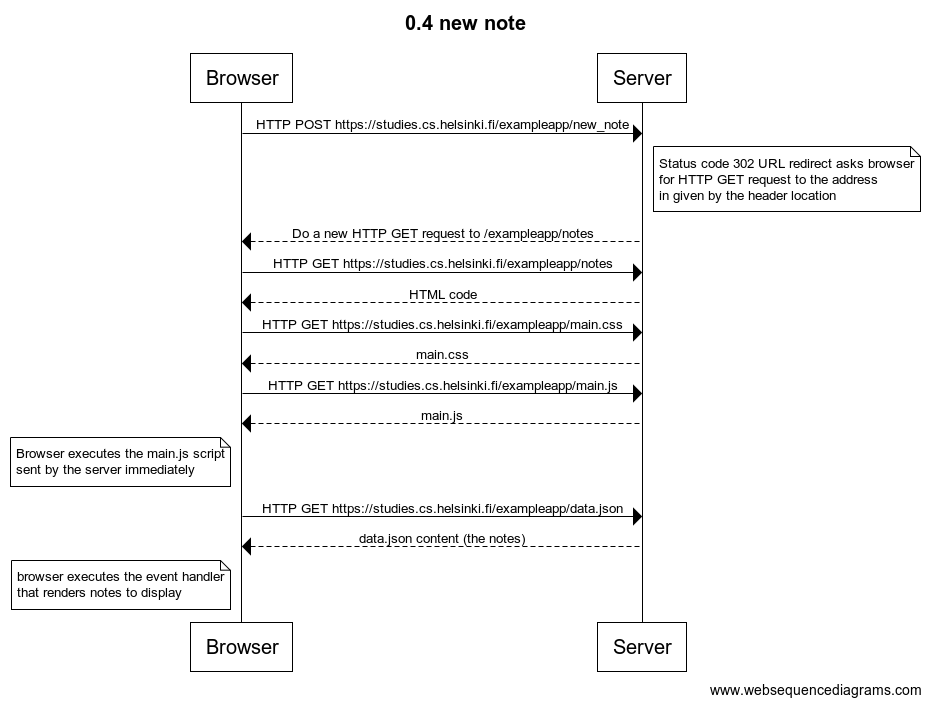 0.4 new note
Browser
Server
HTTP POST https://studies.cs.helsinki.fi/exampleapp/new_note
Status code 302 URL redirect asks browser
for HTTP GET request to the address
in given by the header location
Do a new HTTP GET request to /exampleapp/notes
HTTP GET https://studies.cs.helsinki.fi/exampleapp/notes
HTML code
HTTP GET https://studies.cs.helsinki.fi/exampleapp/main.css
main.css
HTTP GET https://studies.cs.helsinki.fi/exampleapp/main.js
main.js
Browser executes the main.js script
sent by the server immediately
HTTP GET https://studies.cs.helsinki.fi/exampleapp/data.json
data.json content (the notes)
browser executes the event handler
that renders notes to display
Browser
Server
www.websequencediagrams.com